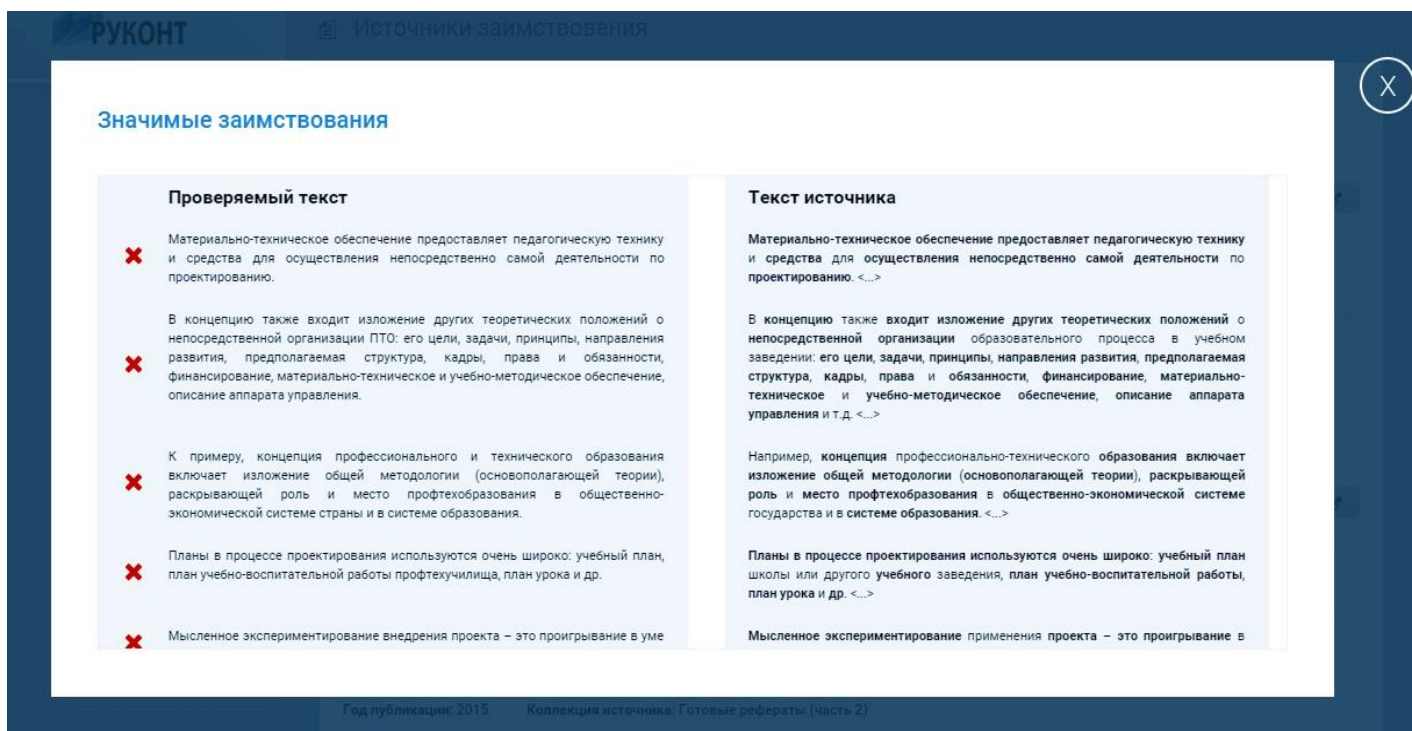 РУКОНТ
Источники заимствования
X
Значимые заимствования
Проверяемый текст
Материально-техническое обеспечение предоставляет педагогическую технику
и средства для осуществления непосредственно самой деятельности по
проектированию.
В концепцию также входит изложение других теоретических положений о
непосредственной организации ПТО: его цели, задачи, принципы, направления
развития, предполагаемая структура, кадры, права и обязанности,
финансирование, материально-техническое и учебно-методическое обеспечение,
описание аппарата управления.
К примеру, концепция профессионального и технического образования
включает изложение общей методологии (основополагающей теории),
раскрывающей роль и место профтехобразования в общественно-
экономической системе страны и в системе образования.
Планы в процессе проектирования используются очень широко: учебный план,
план учебно-воспитательной работы профтехучилища, план урока и др.
Мысленное экспериментирование внедрения проекта – это проигрывание в уме
Текст источника
Материально-техническое обеспечение предоставляет педагогическую технику
и средства для осуществления непосредственно самой деятельности по
проектированию. <...>
В концепцию также входит изложение других теоретических положений о
непосредственной организации образовательного процесса в учебном
заведении: его цели, задачи, принципы, направления развития, предполагаемая
структура, кадры, права и обязанности, финансирование, материально-
техническое и учебно-методическое обеспечение, описание аппарата
управления и т.д. <...>
Например, концепция профессионально-технического образования включает
изложение общей методологии (основополагающей теории), раскрывающей
роль и место профтехобразования в общественно-экономической системе
государства и в системе образования. <...>
Планы в процессе проектирования используются очень широко: учебный план
школы или другого учебного заведения, план учебно-воспитательной работы,
план урока и др. <...>
Мысленное экспериментирование применения проекта – это проигрывание в
Год публикации: 2015 Коллекция источника: Готовые рефераты (часть 2)